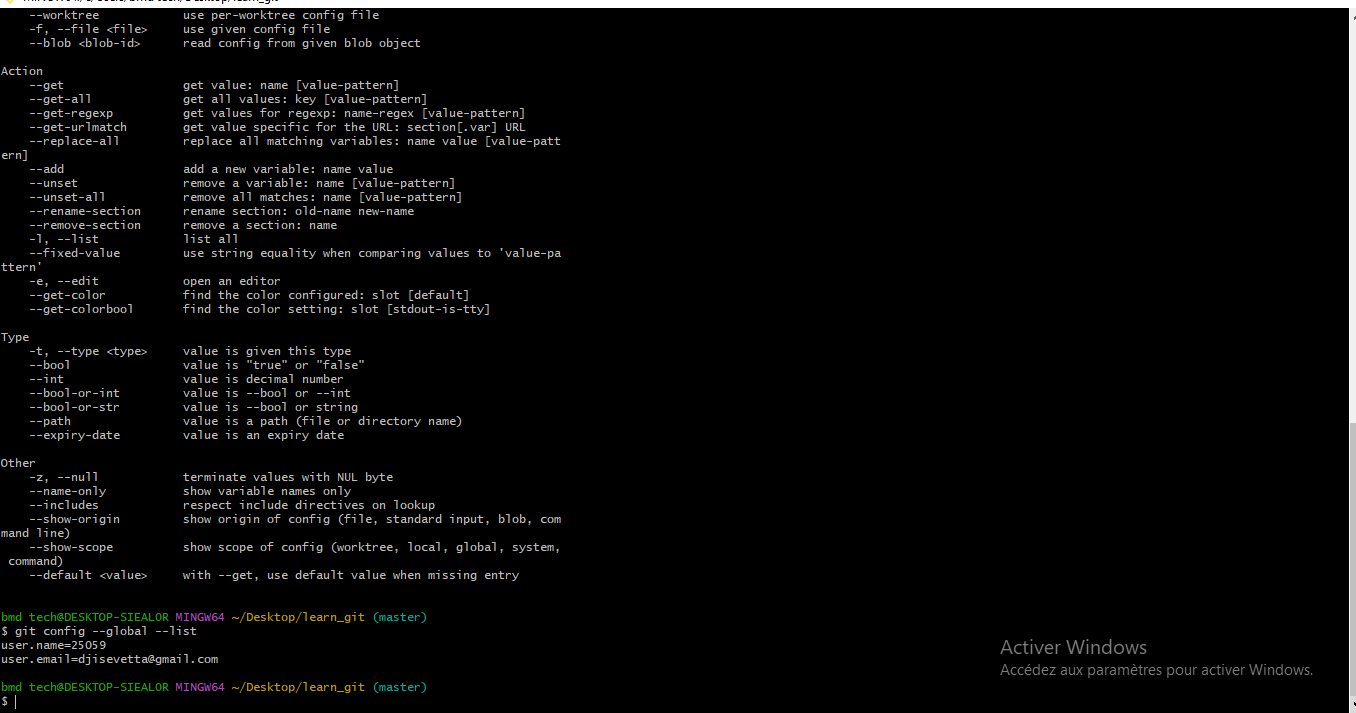 --worktree use per-worktree config file
-f, --file <file> use given config file
--blob <blob-id> read config from given blob object
Action
--get get value: name [value-pattern]
--get-all get all values: key [value-pattern]
--get-regexp get values for regexp: name-regex [value-pattern]
--get-urlmatch get value specific for the URL: section[.var] URL
--replace-all replace all matching variables: name value [value-patt
ern]
--add add a new variable: name value
--unset remove a variable: name [value-pattern]
--unset-all remove all matches: name [value-pattern]
--rename-section rename section: old-name new-name
--remove-section remove a section: name
-l, --list list all
--fixed-value use string equality when comparing values to 'value-pa
ttern'
-e, --edit open an editor
--get-color find the color configured: slot [default]
--get-colorbool find the color setting: slot [stdout-is-tty]
Type
-t, --type <type> value is given this type
--bool value is "true" or "false"
--int value is decimal number
--bool-or-int value is --bool or --int
--bool-or-str value is --bool or string
--path value is a path (file or directory name)
--expiry-date value is an expiry date
Other
-z, --null terminate values with NUL byte
--name-only show variable names only
--includes respect include directives on lookup
--show-origin show origin of config (file, standard input, blob, com
mand line)
--show-scope show scope of config (worktree, local, global, system,
command)
--default <value> with --get, use default value when missing entry
bmd tech@DESKTOP-SIEALOR MINGW64 ~/Desktop/learn_git (master)
$ git config --global --list
user.name=25059
user.email=djisevetta@gmail.com
bmd tech@DESKTOP-SIEALOR MINGW64 ~/Desktop/learn_git (master)
$
Activer Windows
Accédez aux paramètres pour activer Windows.